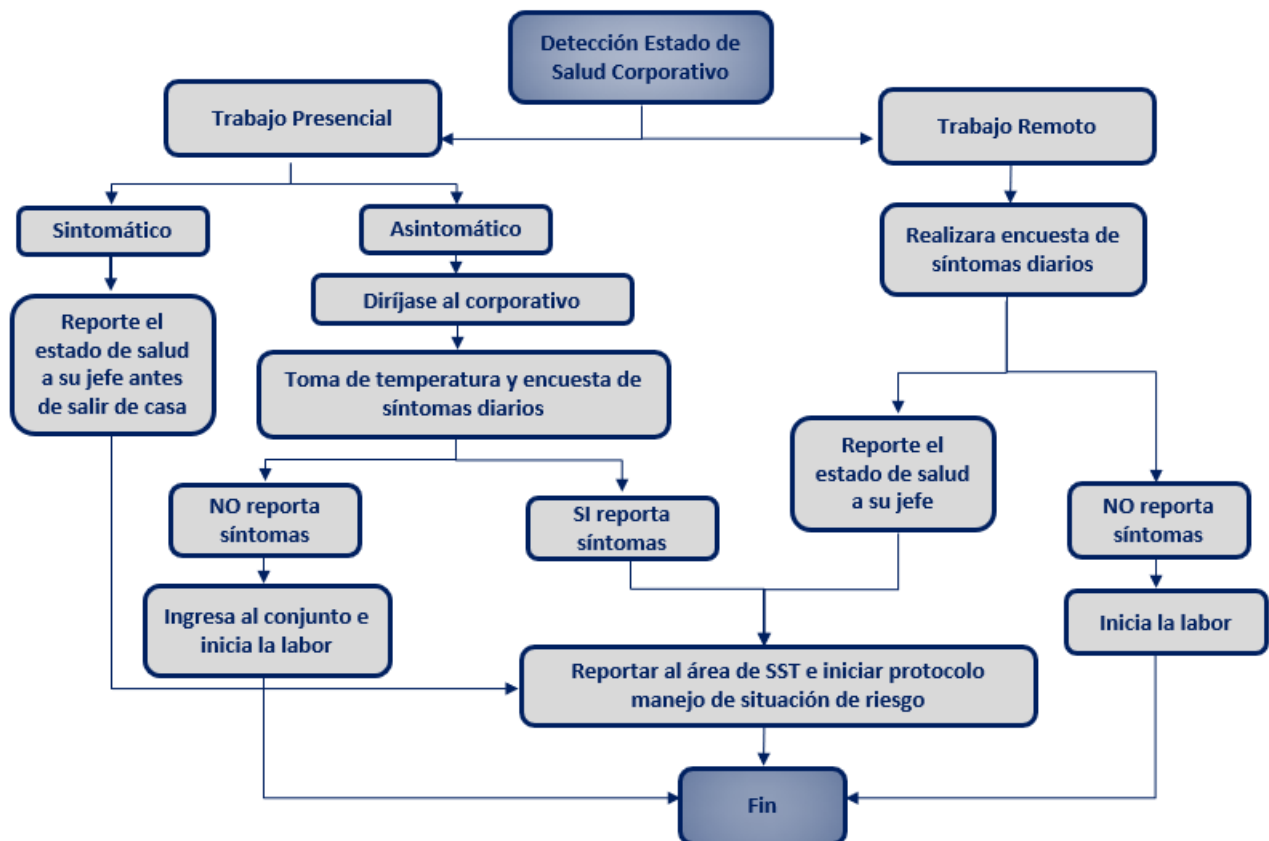 Detección Estado de
Salud Corporativo
Trabajo Presencial
Trabajo Remoto
Sintomático
Asintomático
Realizara encuesta de
síntomas diarios
Diríjase al corporativo
Reporte el
estado de salud
a su jefe antes
de salir de casa
Toma de temperatura y encuesta de
síntomas diarios
Reporte el
estado de salud
a su jefe
NO reporta
síntomas
SI reporta
síntomas
NO reporta
síntomas
Ingresa al conjunto e
inicia la labor
Inicia la labor
Reportar al área de SST e iniciar protocolo
manejo de situación de riesgo
Fin